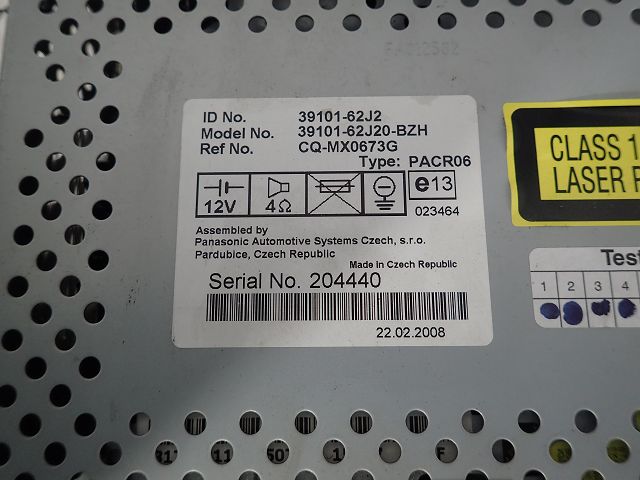 ID No. 39101-62J2
Model No. 39101-62J20-BZH
Ref No. CQ-MX0673G
Type: PACR06
12V 4Ω e13
023464
Assembled by
Panasonic Automotive Systems Czech, s.r.o.
Pardubice, Czech Republic
Made in Czech Republic
Serial No. 204440
22.02.2008
CLASS 1
LASER P
Test
1 2 3 4